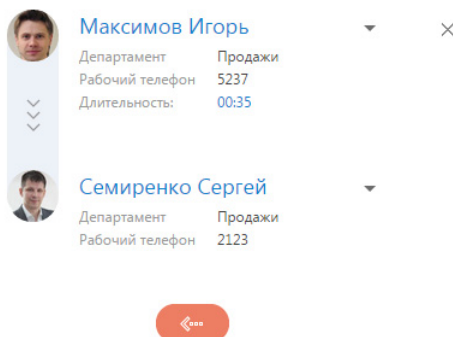 Максимов Игорь
Департамент Продажи
Рабочий телефон 5237
Длительность: 00:35
Семиренко Сергей
Департамент Продажи
Рабочий телефон 2123